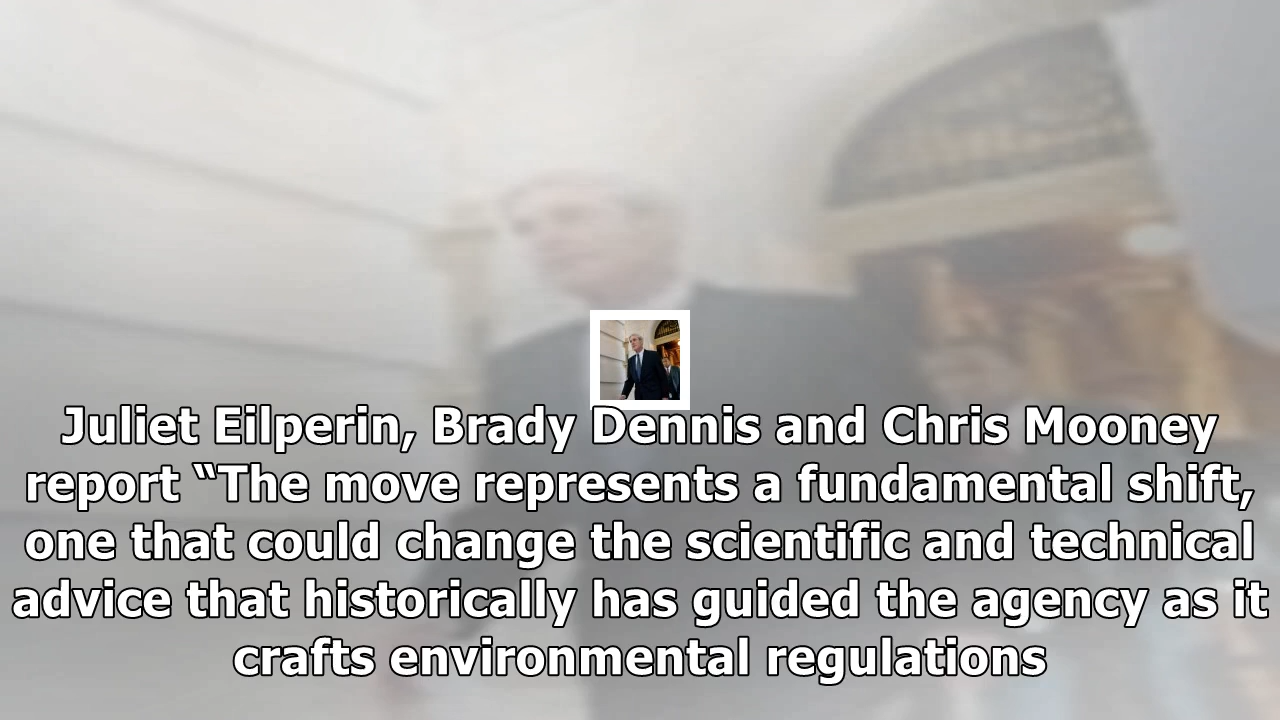 Juliet Eilperin, Brady Dennis and Chris Mooney
report “The move represents a fundamental shift,
one that could change the scientific and technical
advice that historically has guided the agency as it
crafts environmental regulations